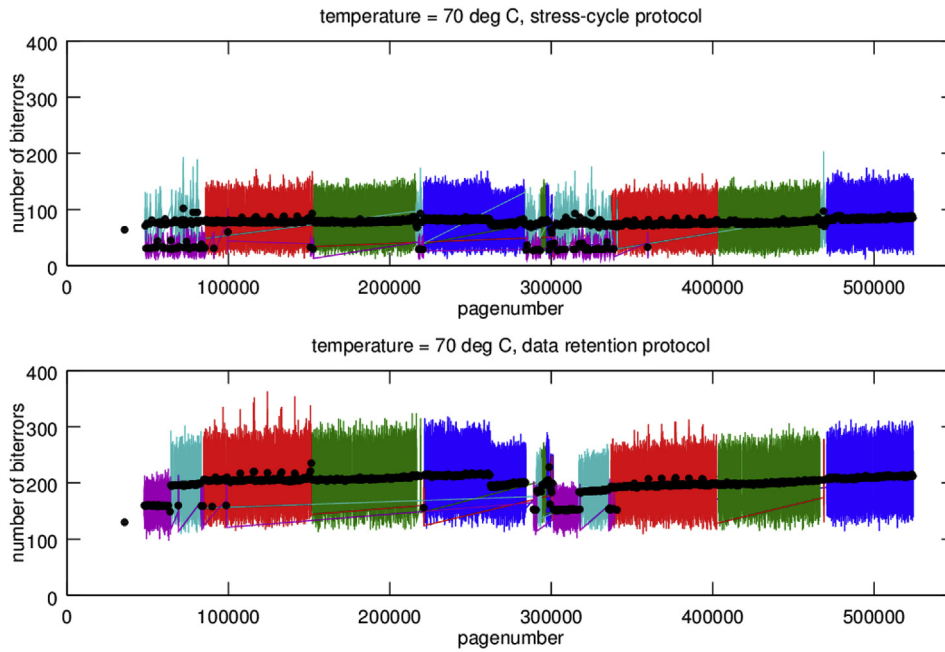 temperature = 70 deg C, stress-cycle protocol
400
300
200
100
0
number of biterrors
0 100000 200000 300000 400000 500000
pagenumber
temperature = 70 deg C, data retention protocol
400
300
200
100
0
number of biterrors
0 100000 200000 300000 400000 500000
pagenumber